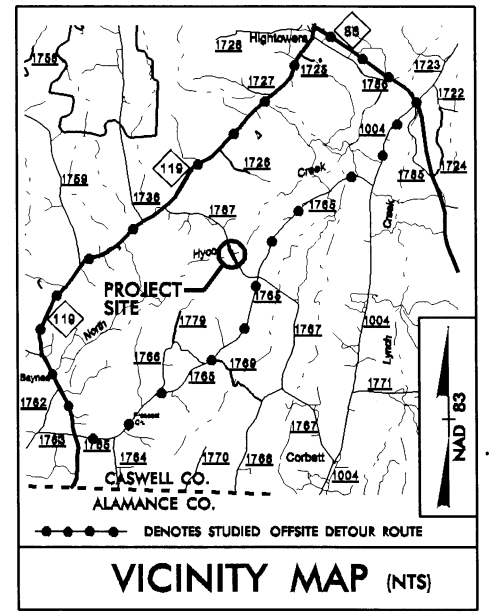 86
1728
Hightowers
1723
1758
1725
1786
1722
1727
1004
1724
119
1726
1785
Creek
1759
Creek
1736
1767
1765
Hyco
PROJECT
SITE
1765
119
North
1779
1767
1004
Lynch
Baynes
1766
1769
1765
1771
1762
1763
1765
1767
Corbett
1764
1770
1768
1004
CASWELL CO.
ALAMANCE CO.
NAD 83
DENOTES STUDIED OFFSITE DETOUR ROUTE
VICINITY MAP (NTS)